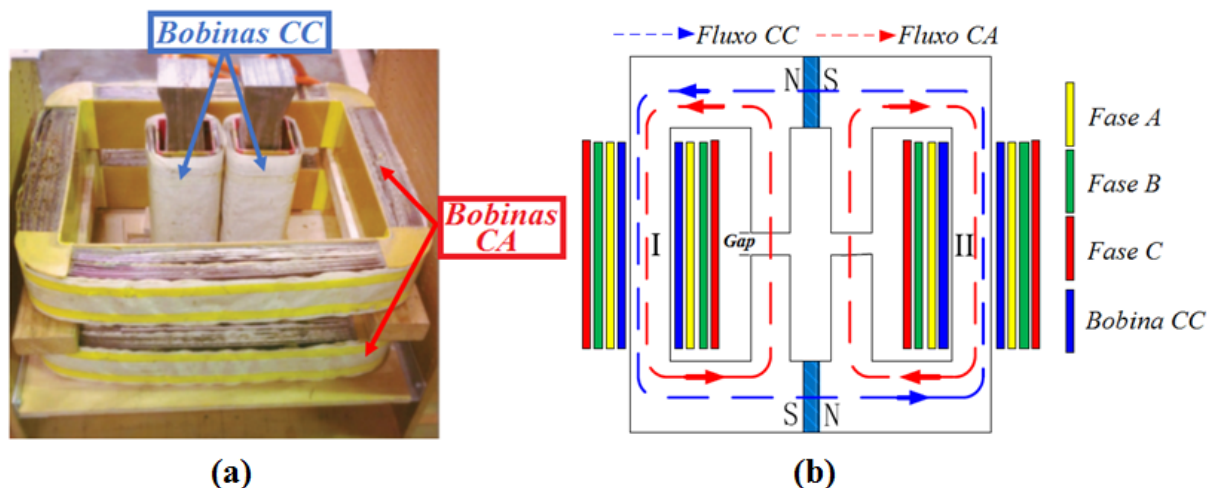 Bobinas CC
Bobinas
CA
(a)
Fluxo CC
Fluxo CA
N S
I
Gap
II
S N
Fase A
Fase B
Fase C
Bobina CC
(b)